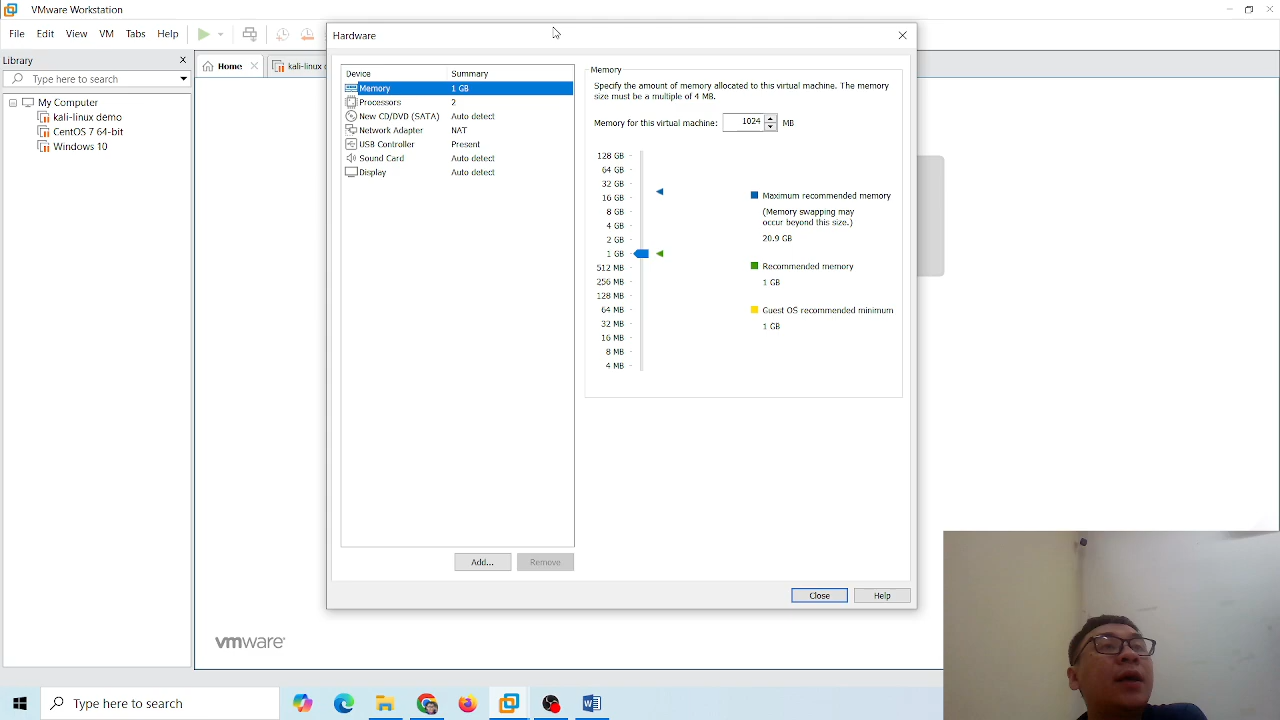 VMware Workstation
File Edit View VM Tabs Help
Library
Type here to search
My Computer
kali-linux demo
CentOS 7 64-bit
Windows 10
Home
kali-linux
Hardware
Device Summary
Memory 1 GB
Processors 2
New CD/DVD (SATA) Auto detect
Network Adapter NAT
USB Controller Present
Sound Card Auto detect
Display Auto detect
Add... Remove
Memory
Specify the amount of memory allocated to this virtual machine. The memory
size must be a multiple of 4 MB.
Memory for this virtual machine: 1024 MB
128 GB
64 GB
32 GB
16 GB
8 GB
4 GB
2 GB
1 GB
512 MB
256 MB
128 MB
64 MB
32 MB
16 MB
8 MB
4 MB
Maximum recommended memory
(Memory swapping may
occur beyond this size.)
20.9 GB
Recommended memory
1 GB
Guest OS recommended minimum
1 GB
Close Help
vmware
Type here to search